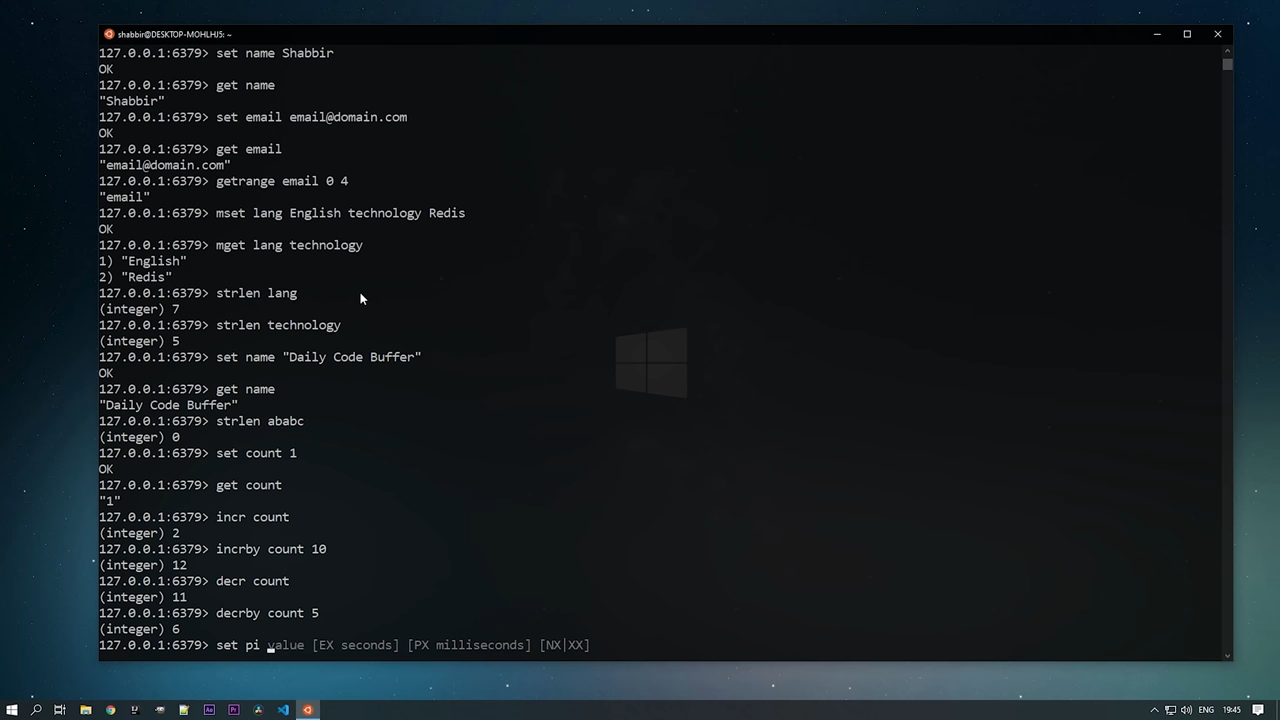 shabbir@DESKTOP-MOHLHJ5: ~
127.0.0.1:6379> set name Shabbir
OK
127.0.0.1:6379> get name
"Shabbir"
127.0.0.1:6379> set email email@domain.com
OK
127.0.0.1:6379> get email
"email@domain.com"
127.0.0.1:6379> getrange email 0 4
"email"
127.0.0.1:6379> mset lang English technology Redis
OK
127.0.0.1:6379> mget lang technology
1) "English"
2) "Redis"
127.0.0.1:6379> strlen lang
(integer) 7
127.0.0.1:6379> strlen technology
(integer) 5
127.0.0.1:6379> set name "Daily Code Buffer"
OK
127.0.0.1:6379> get name
"Daily Code Buffer"
127.0.0.1:6379> strlen ababc
(integer) 0
127.0.0.1:6379> set count 1
OK
127.0.0.1:6379> get count
"1"
127.0.0.1:6379> incr count
(integer) 2
127.0.0.1:6379> incrby count 10
(integer) 12
127.0.0.1:6379> decr count
(integer) 11
127.0.0.1:6379> decrby count 5
(integer) 6
127.0.0.1:6379> set pi value [EX seconds] [PX milliseconds] [NX|XX]
Ae Pr ENG 19:45